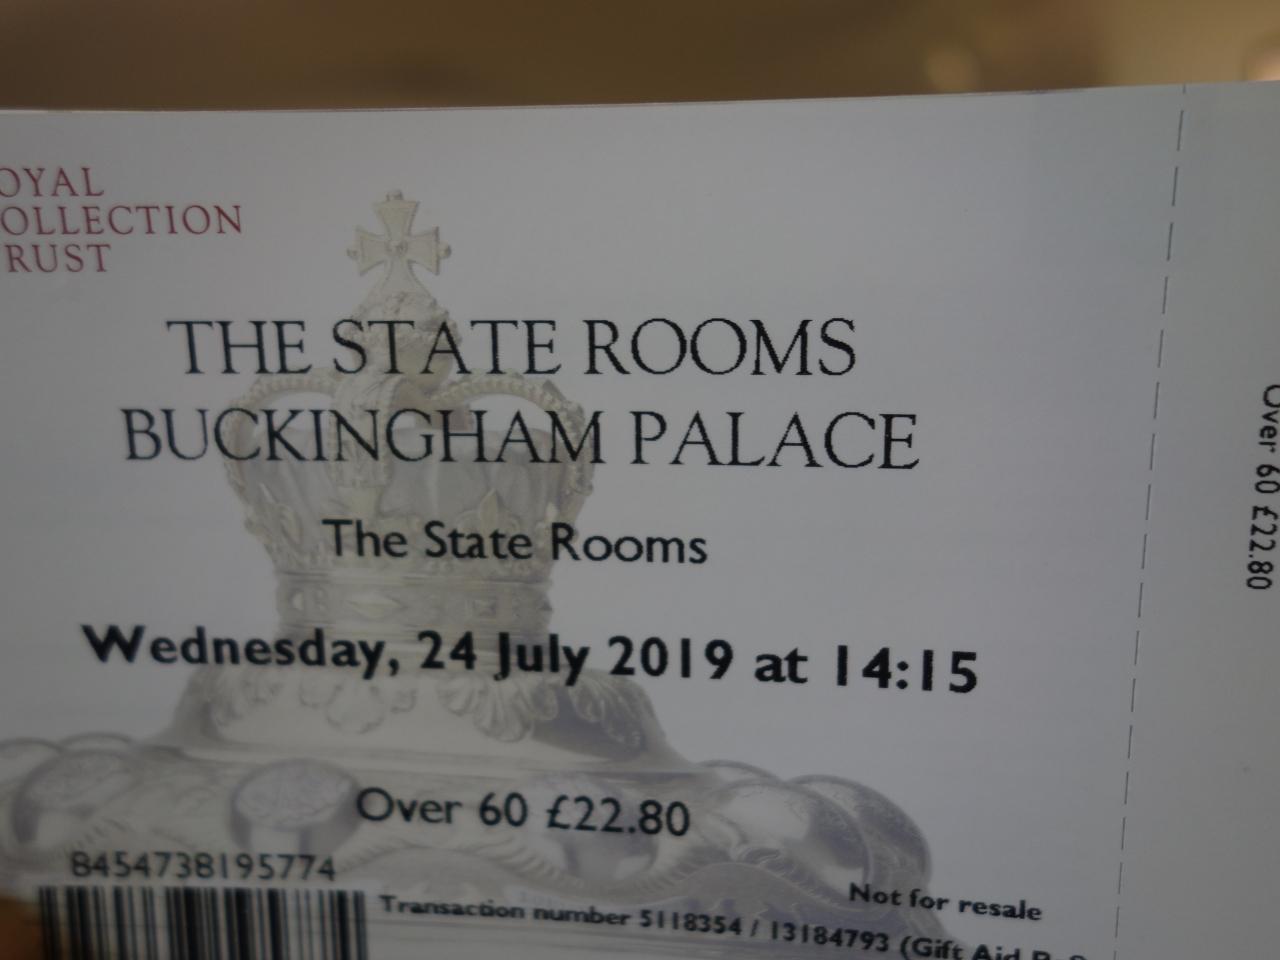 OYAL
OLLECTION
RUST
THE STATE ROOMS
BUCKINGHAM PALACE
The State Rooms
Wednesday, 24 July 2019 at 14:15
Over 60 £22.80
8454738195774
Not for resale
Transaction number 5118354 / 13184793 (Gift Aid
Over 60 £22.80